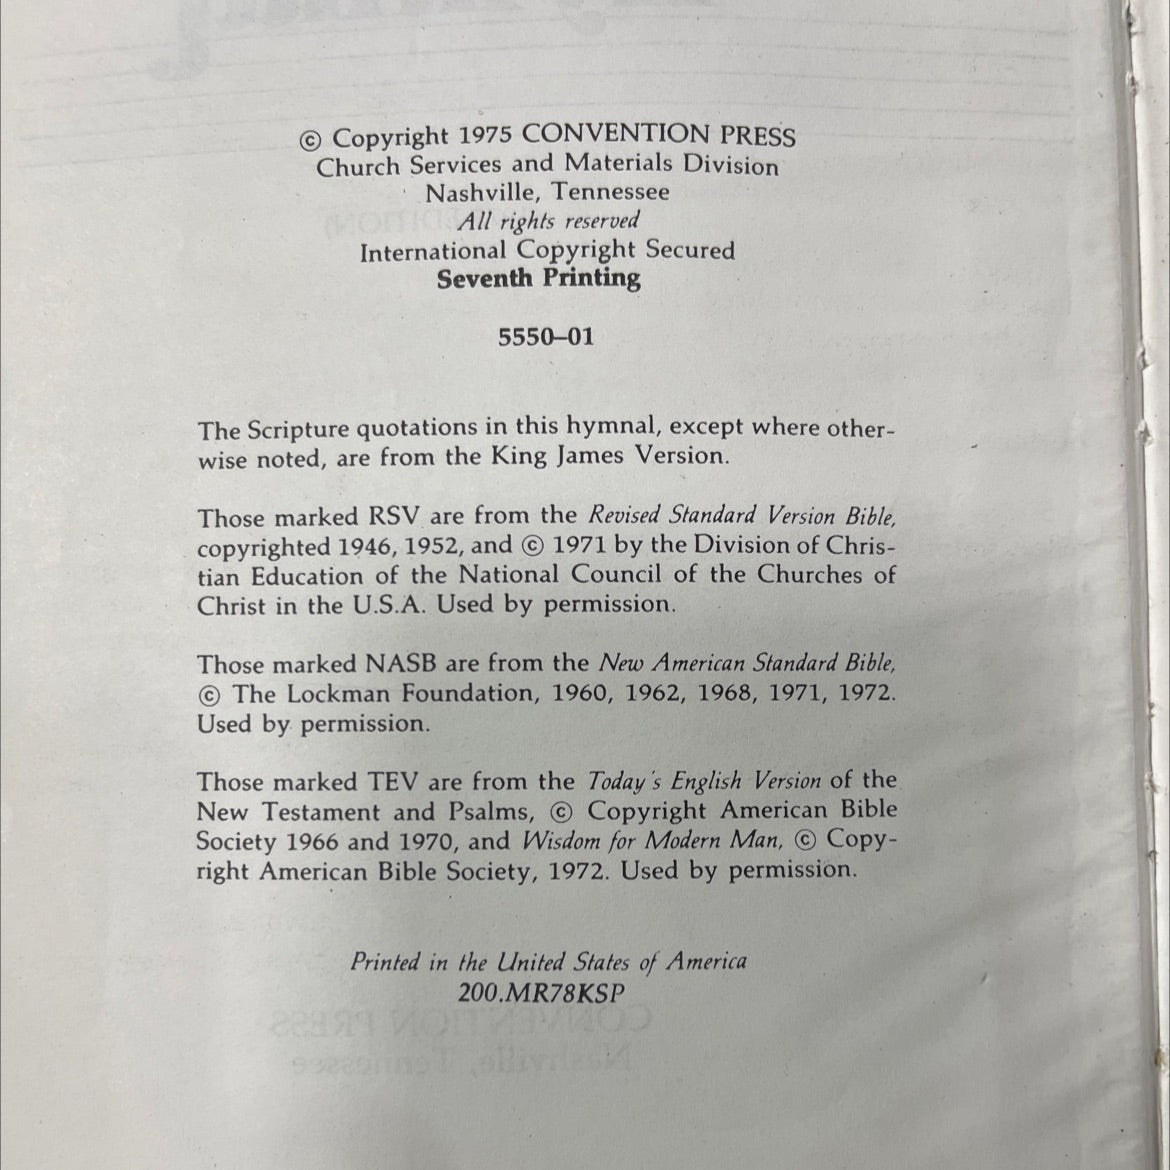 © Copyright 1975 CONVENTION PRESS
Church Services and Materials Division
Nashville, Tennessee
All rights reserved
International Copyright Secured
Seventh Printing
5550–01
The Scripture quotations in this hymnal, except where other-
wise noted, are from the King James Version.
Those marked RSV are from the Revised Standard Version Bible,
copyrighted 1946, 1952, and © 1971 by the Division of Chris-
tian Education of the National Council of the Churches of
Christ in the U.S.A. Used by permission.
Those marked NASB are from the New American Standard Bible,
© The Lockman Foundation, 1960, 1962, 1968, 1971, 1972.
Used by permission.
Those marked TEV are from the Today's English Version of the
New Testament and Psalms, © Copyright American Bible
Society 1966 and 1970, and Wisdom for Modern Man, © Copy-
right American Bible Society, 1972. Used by permission.
Printed in the United States of America
200.MR78KSP
CONVENTION PRESS
Nashville, Tennessee